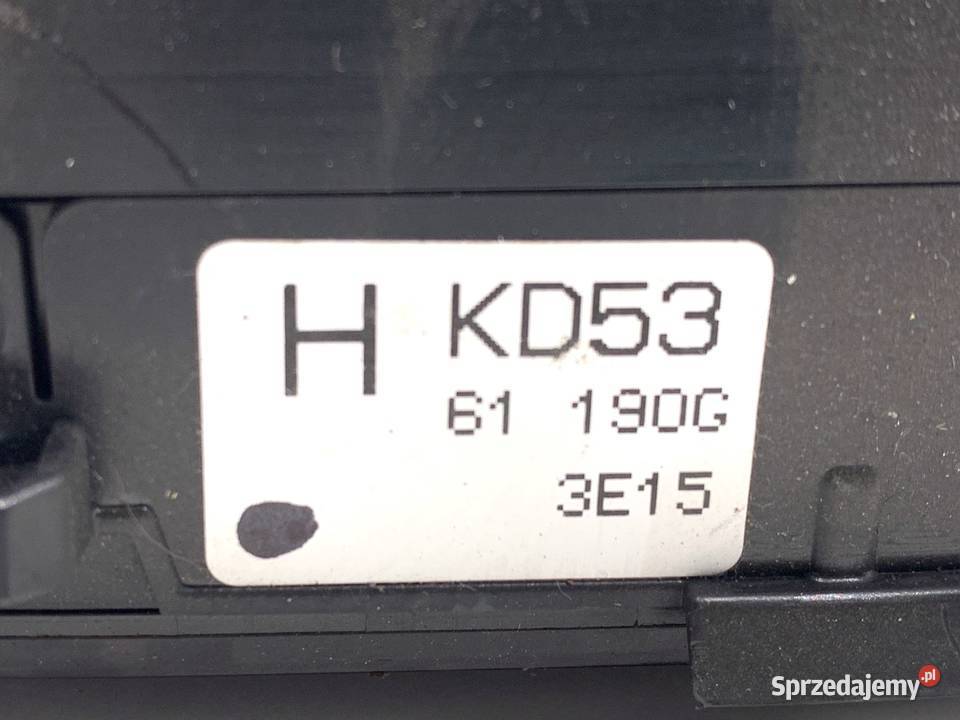 H KD53
61 190G
3E15
Sprzedajemy.pl